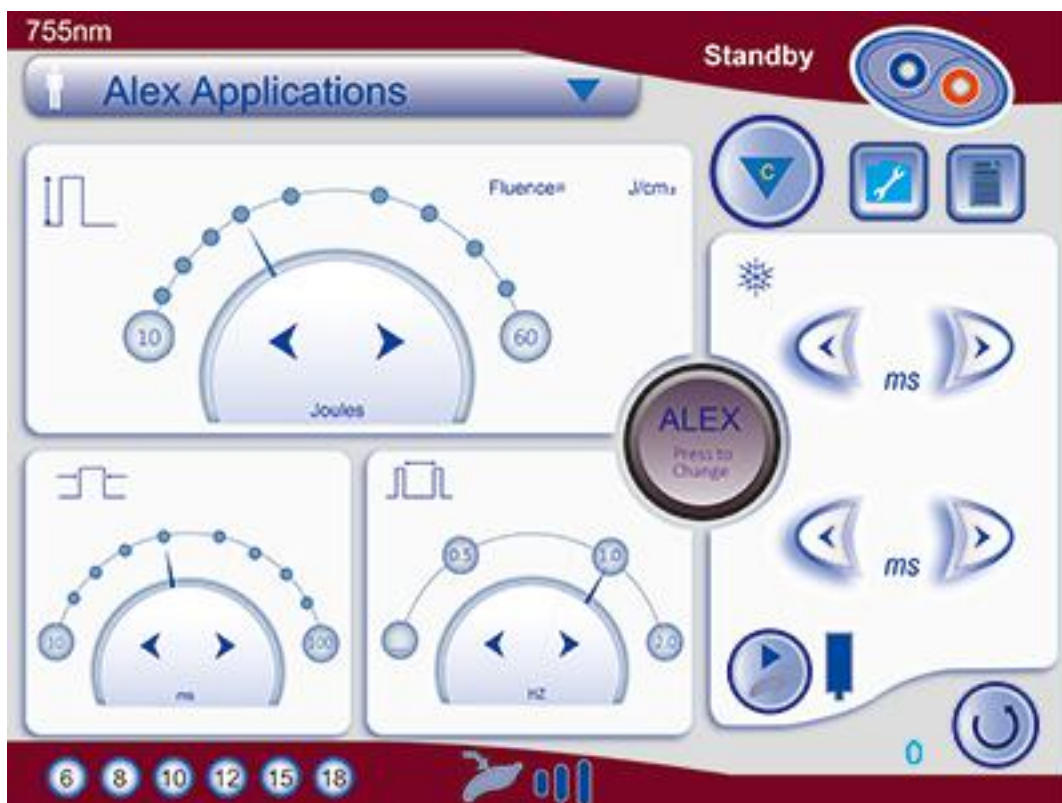 755nm
Standby
Alex Applications
C
Fluence= J/cm²
10
60
Joules
ALEX
Press to
Change
ms
ms
10
100
ms
0.5
1.0
2.0
HZ
0
6 8 10 12 15 18